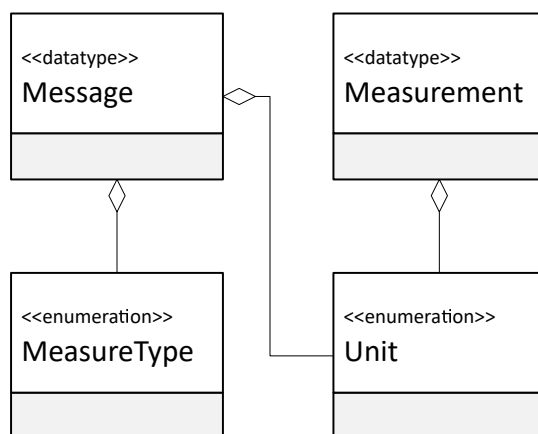 <<datatype>>
Message
<<datatype>>
Measurement
<<enumeration>>
MeasureType
<<enumeration>>
Unit